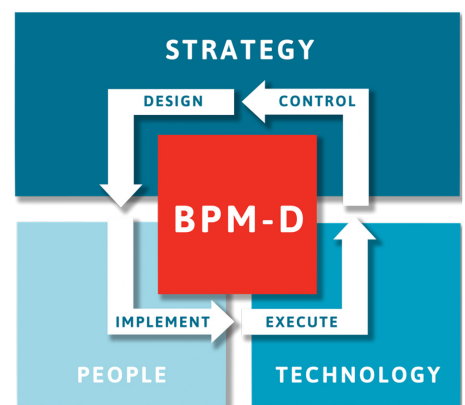 STRATEGY
DESIGN
CONTROL
BPM-D
IMPLEMENT
EXECUTE
PEOPLE
TECHNOLOGY